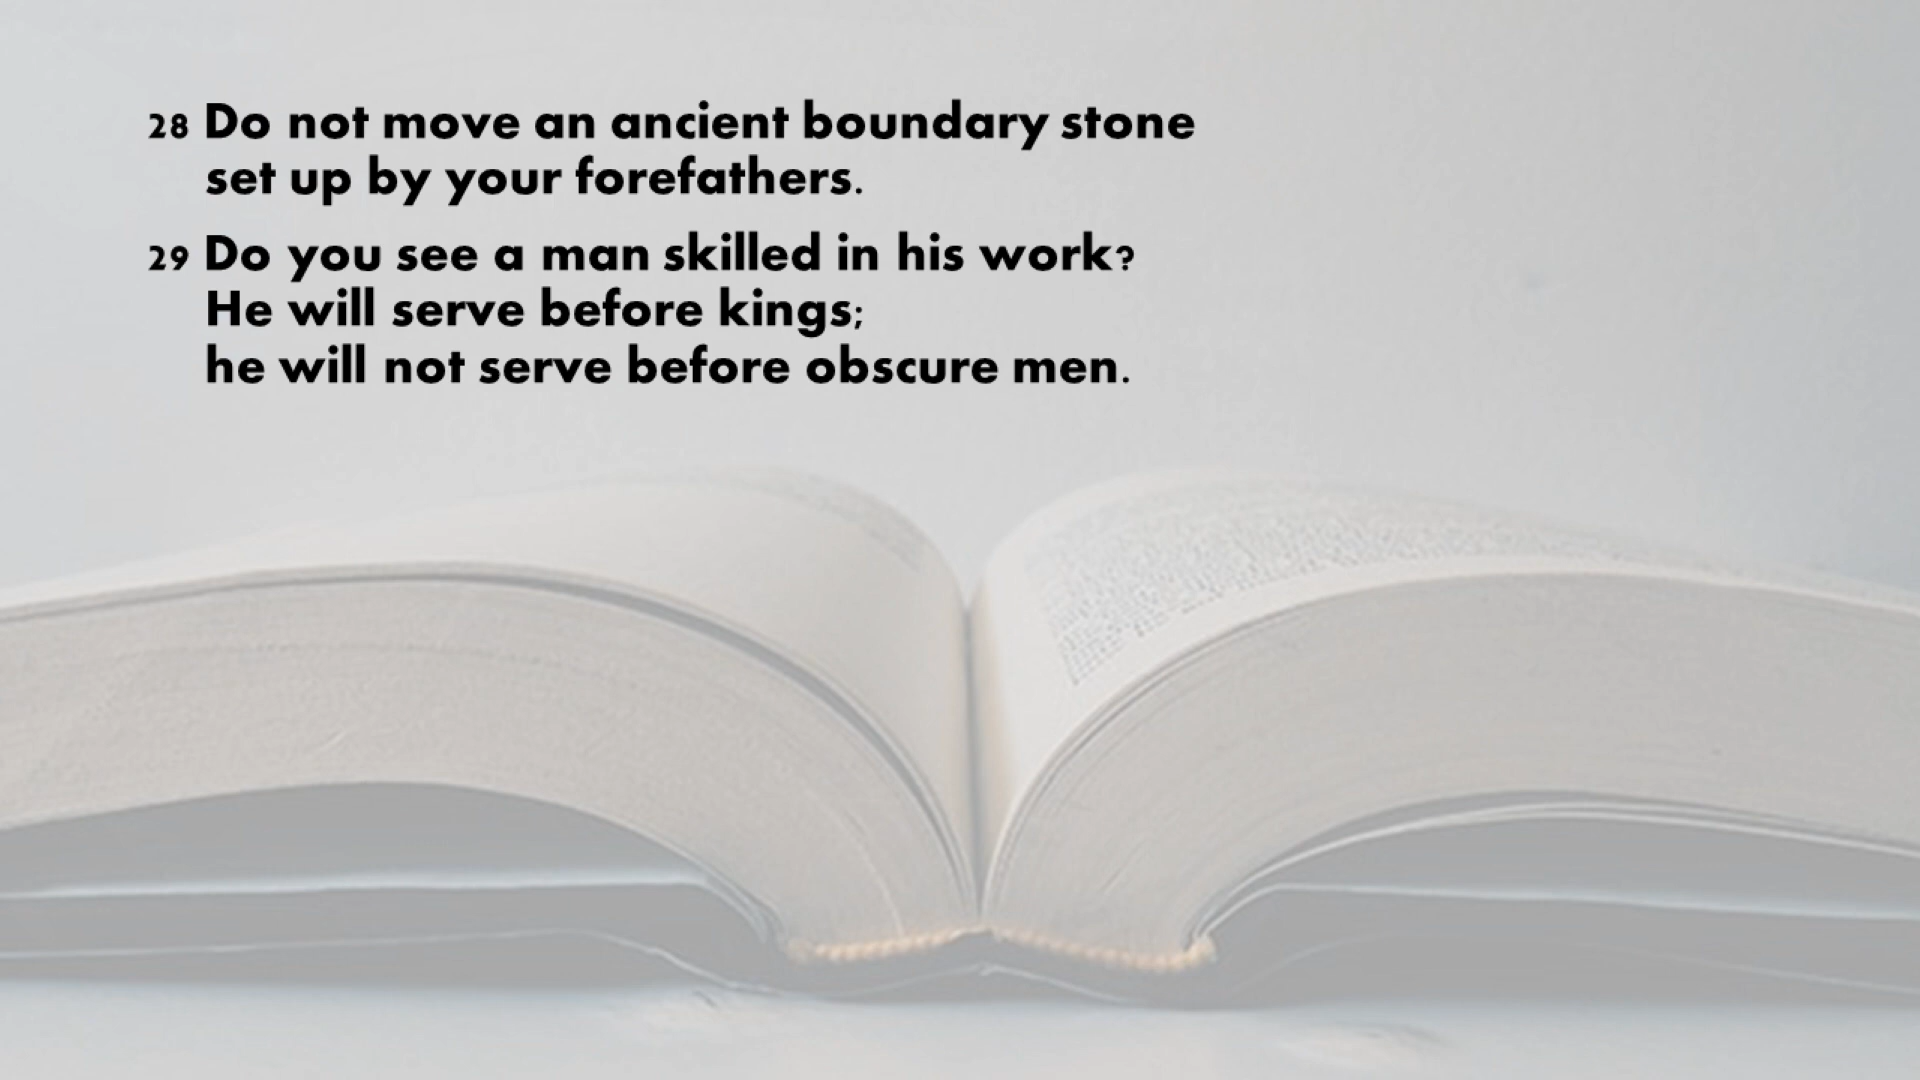 28 Do not move an ancient boundary stone
set up by your forefathers.
29 Do you see a man skilled in his work?
He will serve before kings;
he will not serve before obscure men.